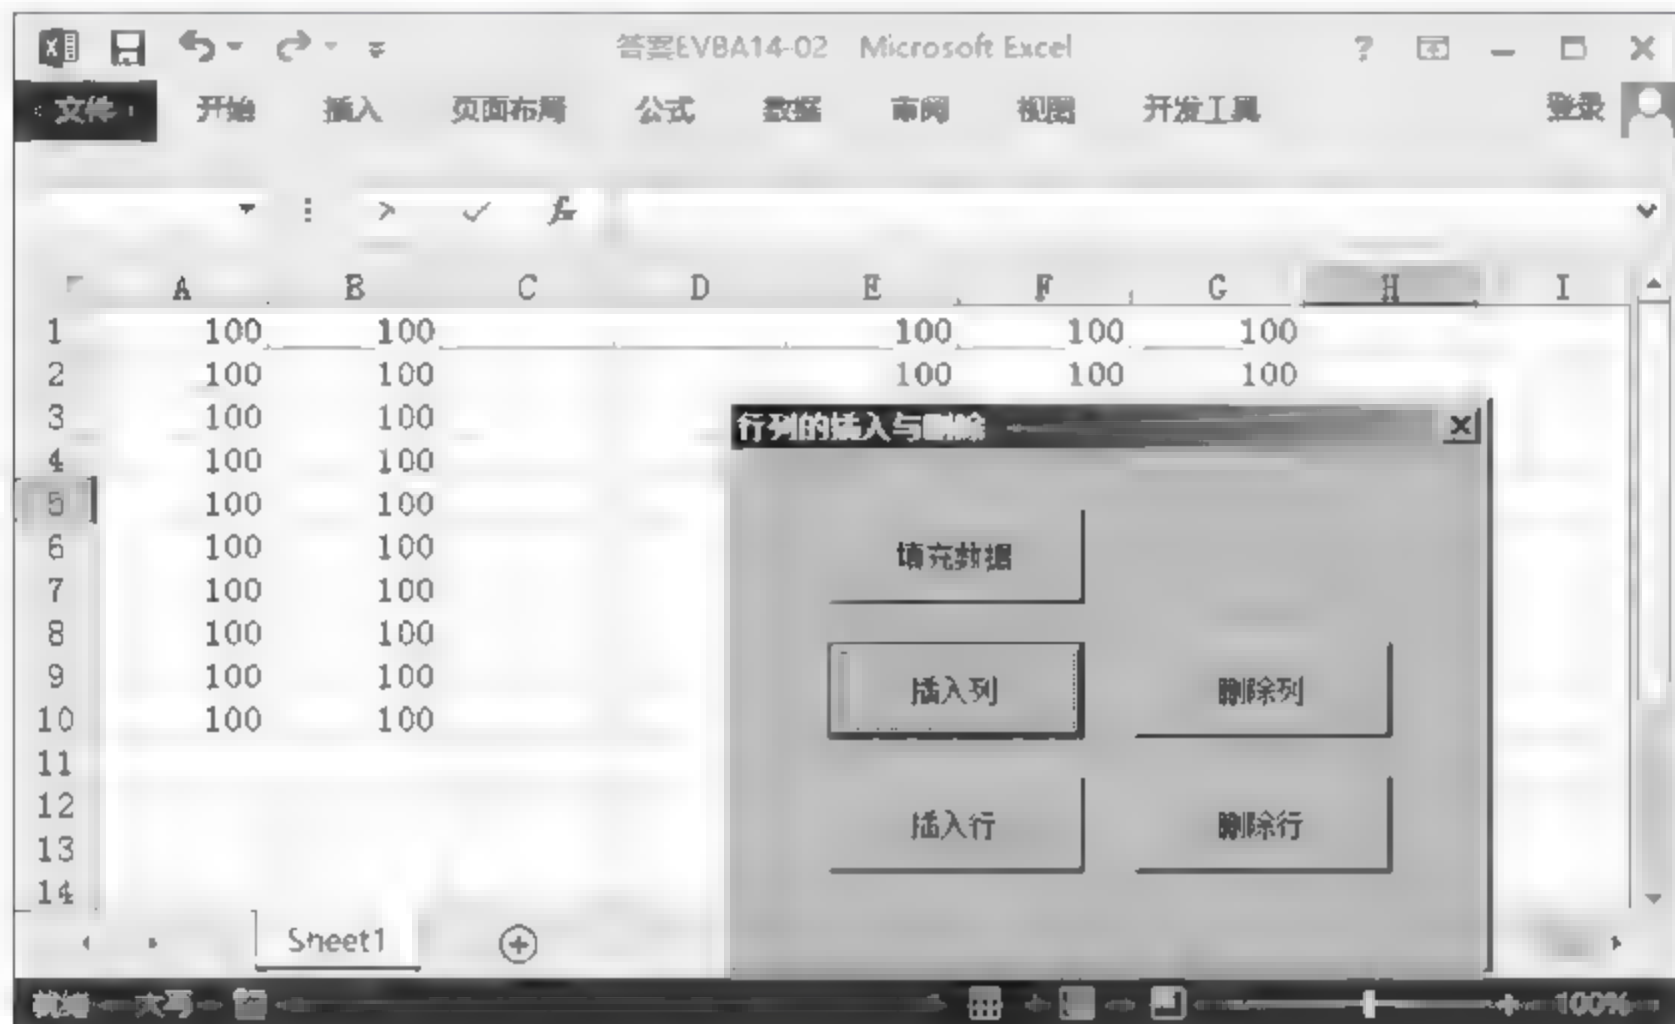 答案EVBA14-02 Microsoft Excel
? 
文件 开始 插入 页面布局 公式 数据 审阅 视图 开发工具 登录
fx
A B C D E F G H I
1 100 100 100 100 100
2 100 100 100 100 100
3 100 100
行列的插入与删除
4 100 100
5 100 100
6 100 100 填充数据
7 100 100
8 100 100
9 100 100 插入列 删除列
10 100 100
11
12 插入行 删除行
13
14
Sheet1
就绪 大写 100%